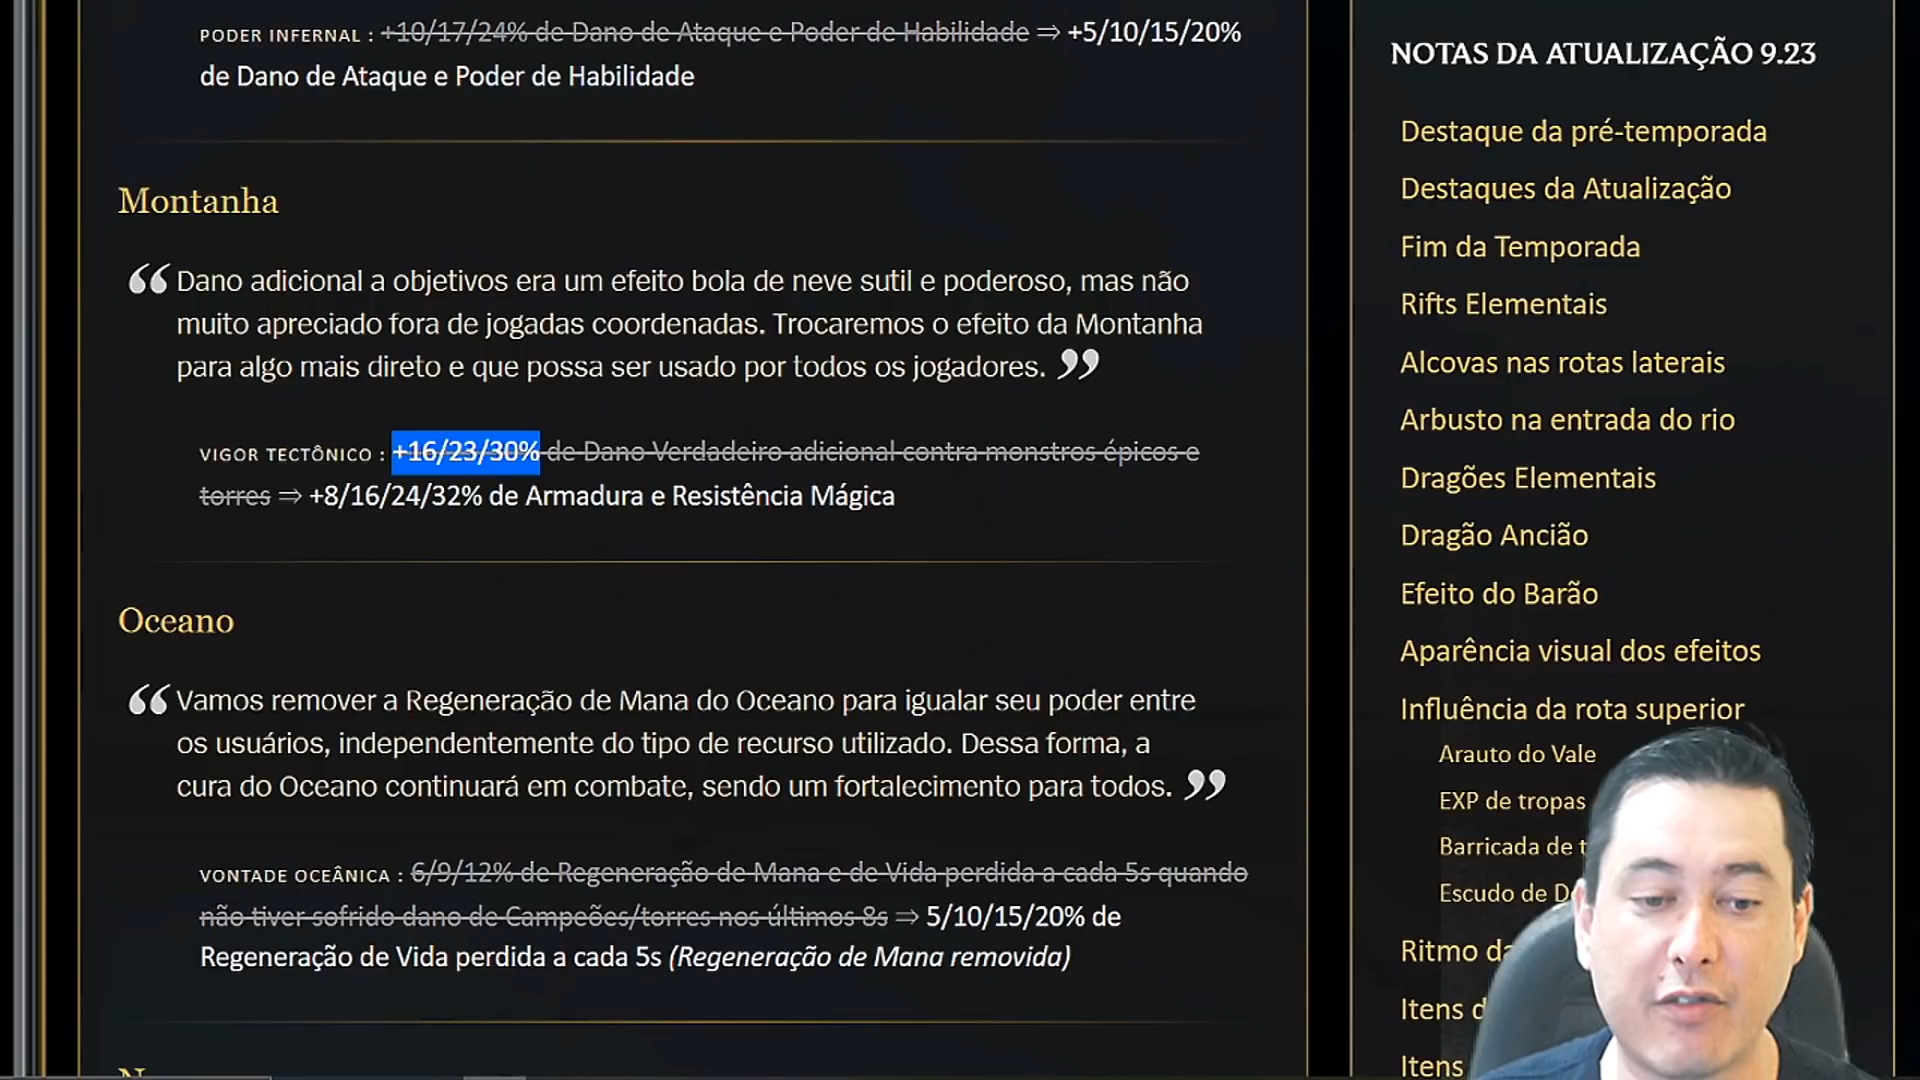 PODER INFERNAL : +10/17/24% de Dano de Ataque e Poder de Habilidade ⇒ +5/10/15/20%
de Dano de Ataque e Poder de Habilidade
Montanha
“ Dano adicional a objetivos era um efeito bola de neve sutil e poderoso, mas não
muito apreciado fora de jogadas coordenadas. Trocaremos o efeito da Montanha
para algo mais direto e que possa ser usado por todos os jogadores. ”
VIGOR TECTÔNICO : +16/23/30% de Dano Verdadeiro adicional contra monstros épicos e
torres ⇒ +8/16/24/32% de Armadura e Resistência Mágica
Oceano
“ Vamos remover a Regeneração de Mana do Oceano para igualar seu poder entre
os usuários, independentemente do tipo de recurso utilizado. Dessa forma, a
cura do Oceano continuará em combate, sendo um fortalecimento para todos. ”
VONTADE OCEÂNICA : 6/9/12% de Regeneração de Mana e de Vida perdida a cada 5s quando
não tiver sofrido dano de Campeões/torres nos últimos 8s ⇒ 5/10/15/20% de
Regeneração de Vida perdida a cada 5s (Regeneração de Mana removida)
NOTAS DA ATUALIZAÇÃO 9.23
Destaque da pré-temporada
Destaques da Atualização
Fim da Temporada
Rifts Elementais
Alcovas nas rotas laterais
Arbusto na entrada do rio
Dragões Elementais
Dragão Ancião
Efeito do Barão
Aparência visual dos efeitos
Influência da rota superior
Arauto do Vale
EXP de tropas
Barricada de
Escudo de
Ritmo
Itens
Itens